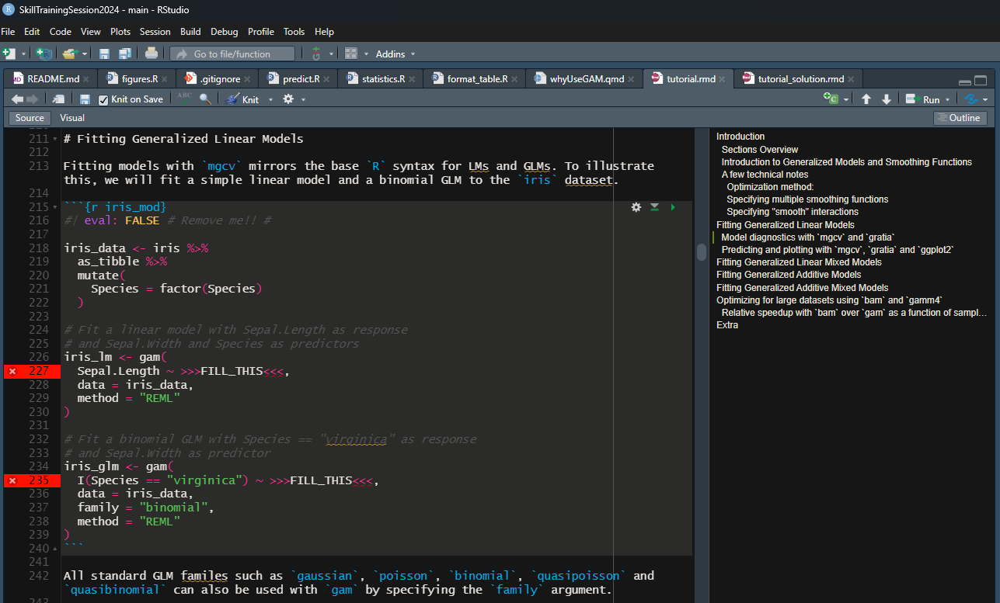 SkillTrainingSession2024 - main - RStudio
File Edit Code View Plots Session Build Debug Profile Tools Help
Go to file/function Addins
README.md figures.R .gitignore predict.R statistics.R format_table.R whyUseGAM.qmd tutorial.rmd tutorial_solution.rmd
Knit on Save ABC Knit Run
Source Visual Outline
211 # Fitting Generalized Linear Models
212
213 Fitting models with `mgcv` mirrors the base `R` syntax for LMs and GLMs. To illustrate
this, we will fit a simple linear model and a binomial GLM to the `iris` dataset.
214
215 ```{r iris_mod}
216 #| eval: FALSE # Remove me!! #
217
218 iris_data <- iris %>%
219 as_tibble %>%
220 mutate(
221 Species = factor(Species)
222 )
223
224 # Fit a linear model with Sepal.Length as response
225 # and Sepal.Width and Species as predictors
226 iris_lm <- gam(
227 Sepal.Length ~ >>>FILL_THIS<<<,
228 data = iris_data,
229 method = "REML"
230 )
231
232 # Fit a binomial GLM with Species == "virginica" as response
233 # and Sepal.Width as predictor
234 iris_glm <- gam(
235 I(Species == "virginica") ~ >>>FILL_THIS<<<,
236 data = iris_data,
237 family = "binomial",
238 method = "REML"
239 )
240 ```
241
242 All standard GLM familes such as `gaussian`, `poisson`, `binomial`, `quasipoisson` and
`quasibinomial` can also be used with `gam` by specifying the `family` argument.
Introduction
Sections Overview
Introduction to Generalized Models and Smoothing Functions
A few technical notes
Optimization method:
Specifying multiple smoothing functions
Specifying "smooth" interactions
Fitting Generalized Linear Models
Model diagnostics with `mgcv` and `gratia`
Predicting and plotting with `mgcv`, `gratia` and `ggplot2`
Fitting Generalized Linear Mixed Models
Fitting Generalized Additive Models
Fitting Generalized Additive Mixed Models
Optimizing for large datasets using `bam` and `gamm4`
Relative speedup with `bam` over `gam` as a function of sampl...
Extra